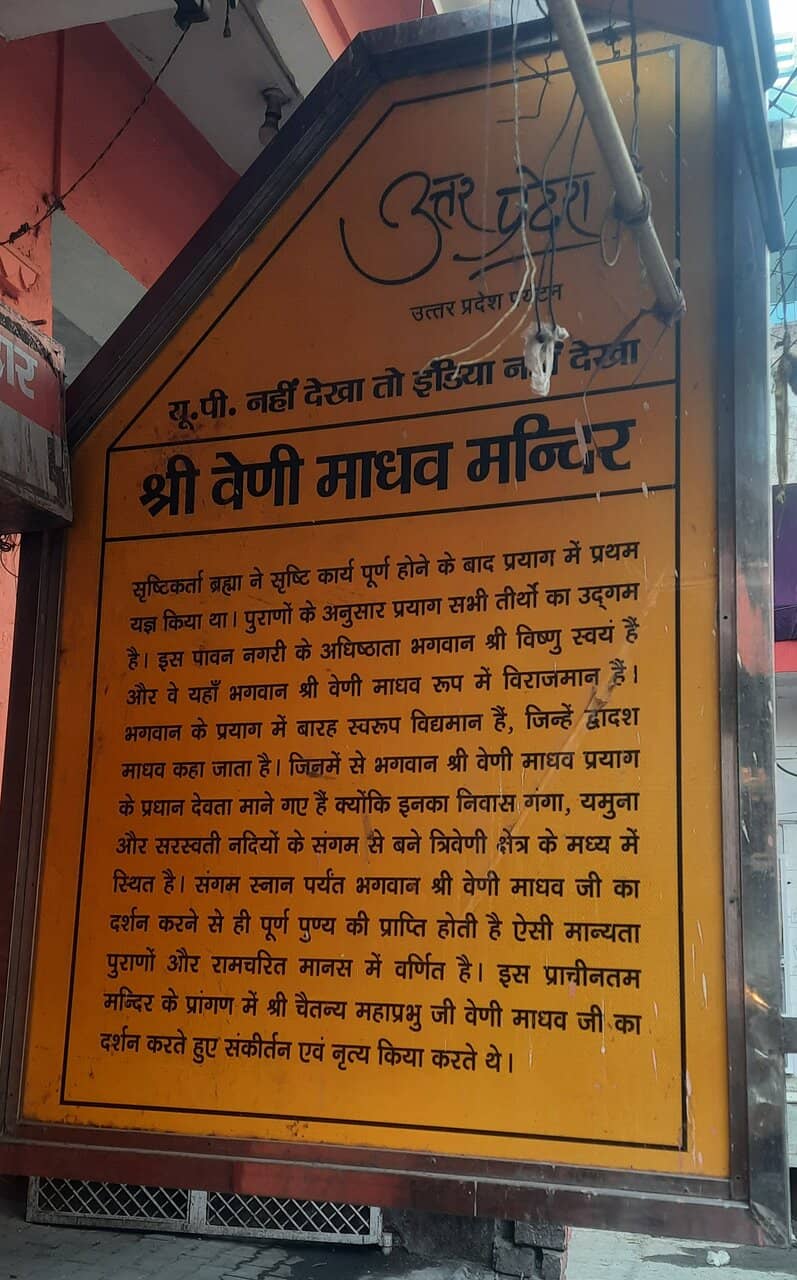 उत्तर प्रदेश
उत्तर प्रदेश पर्यटन
यू.पी. नहीं देखा तो इंडिया नहीं देखा
श्री वेणी माधव मन्दिर
सृष्टिकर्ता ब्रह्मा ने सृष्टि कार्य पूर्ण होने के बाद प्रयाग में प्रथम
यज्ञ किया था। पुराणों के अनुसार प्रयाग सभी तीर्थो का उद्‌गम
है। इस पावन नगरी के अधिष्ठाता भगवान श्री विष्णु स्वयं हैं
और वे यहाँ भगवान श्री वेणी माधव रूप में विराजमान हैं।
भगवान के प्रयाग में बारह स्वरूप विद्यमान हैं, जिन्हें द्वादश
माधव कहा जाता है। जिनमें से भगवान श्री वेणी माधव प्रयाग
के प्रधान देवता माने गए हैं क्योंकि इनका निवास गंगा, यमुना
और सरस्वती नदियों के संगम से बने त्रिवेणी क्षेत्र के मध्य में
स्थित है। संगम स्नान पर्यंत भगवान श्री वेणी माधव जी का
दर्शन करने से ही पूर्ण पुण्य की प्राप्ति होती है ऐसी मान्यता
पुराणों और रामचरित मानस में वर्णित है। इस प्राचीनतम
मन्दिर के प्रांगण में श्री चैतन्य महाप्रभु जी वेणी माधव जी का
दर्शन करते हुए संकीर्तन एवं नृत्य किया करते थे।